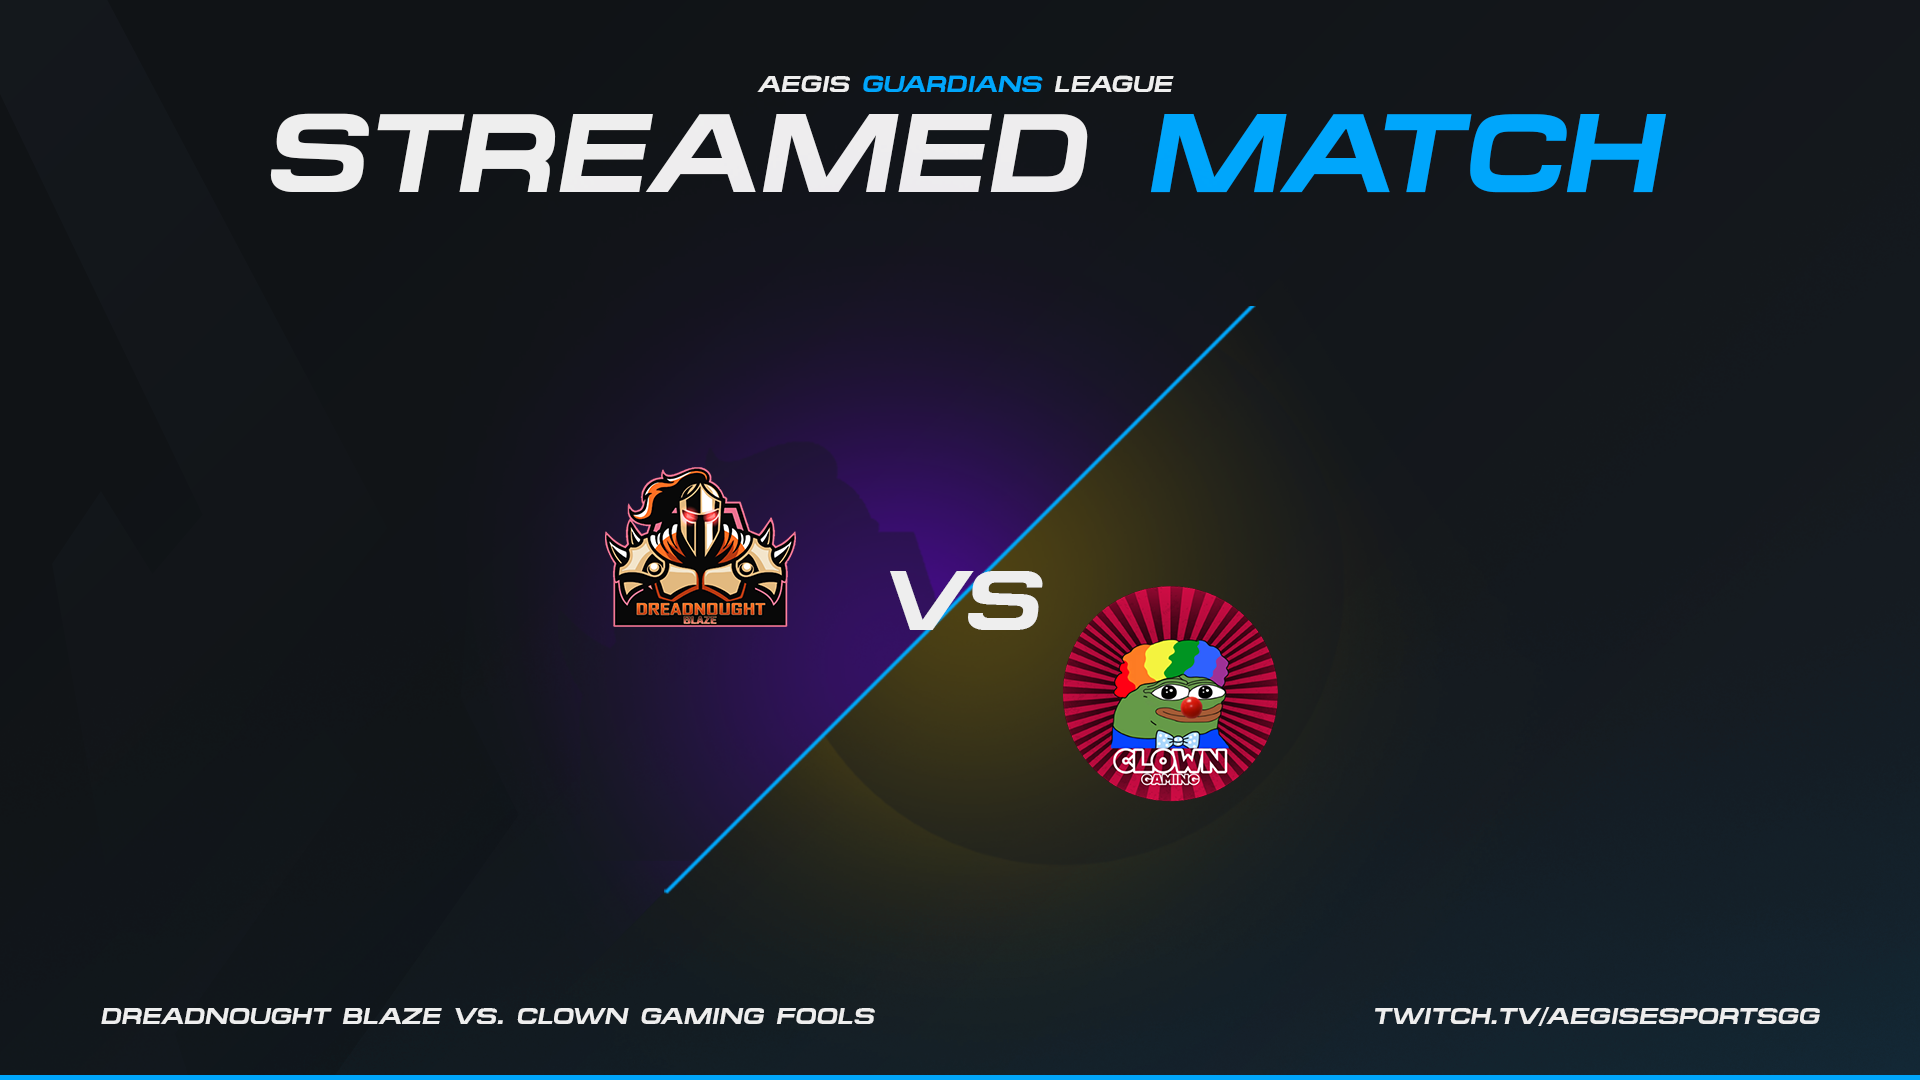 AEGIS GUARDIANS LEAGUE
STREAMED MATCH
DREADNOUGHT
BLAZE
VS
CLOWN
GAMING
DREADNOUGHT BLAZE VS. CLOWN GAMING FOOLS
TWITCH.TV/AEGISESPORTSGG